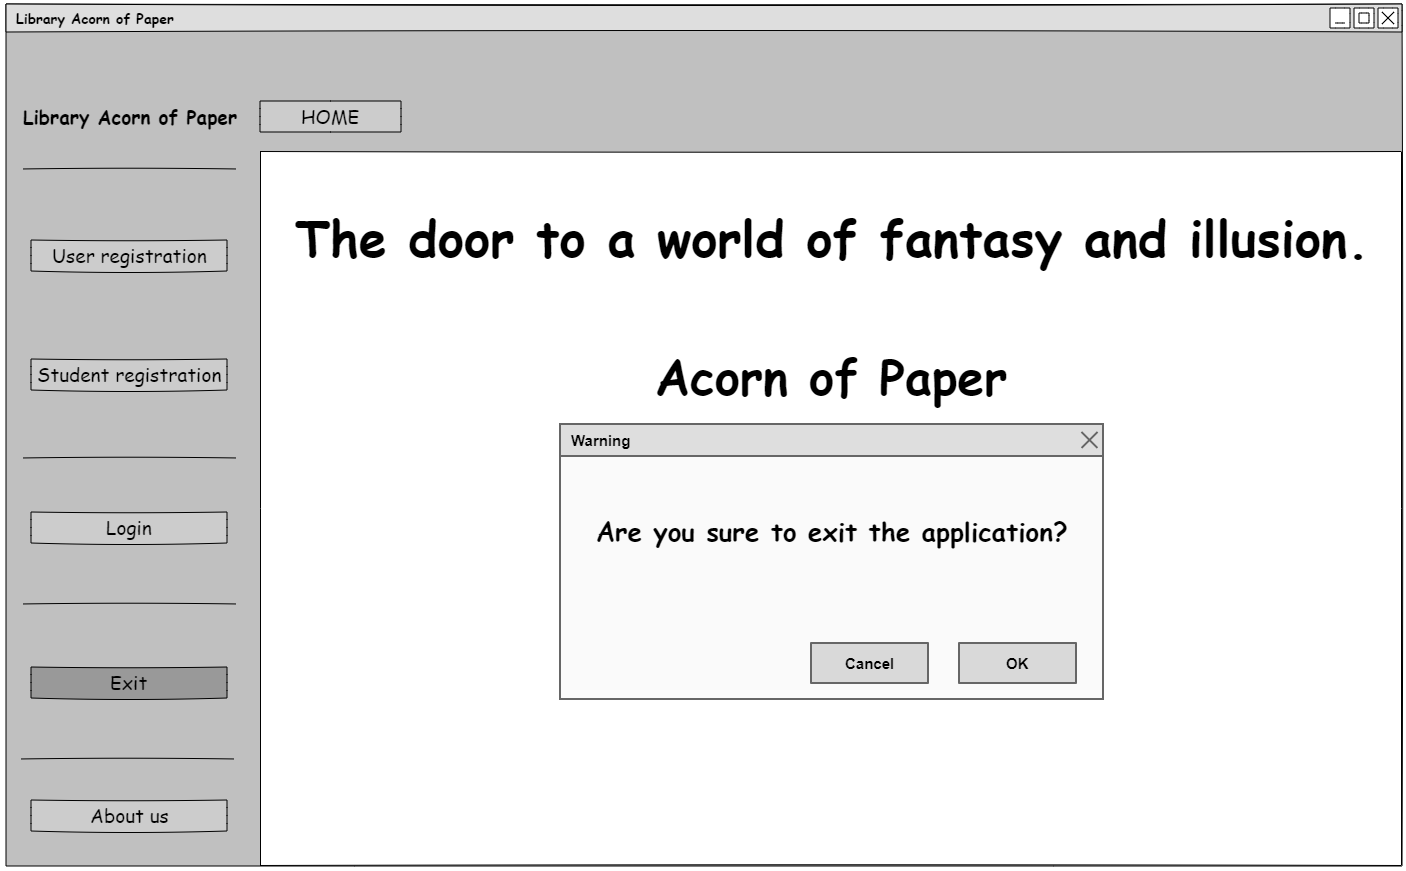 Library Acorn of Paper
Library Acorn of Paper
HOME
User registration
Student registration
Login
Exit
About us
The door to a world of fantasy and illusion.
Acorn of Paper
Warning
Are you sure to exit the application?
Cancel
OK